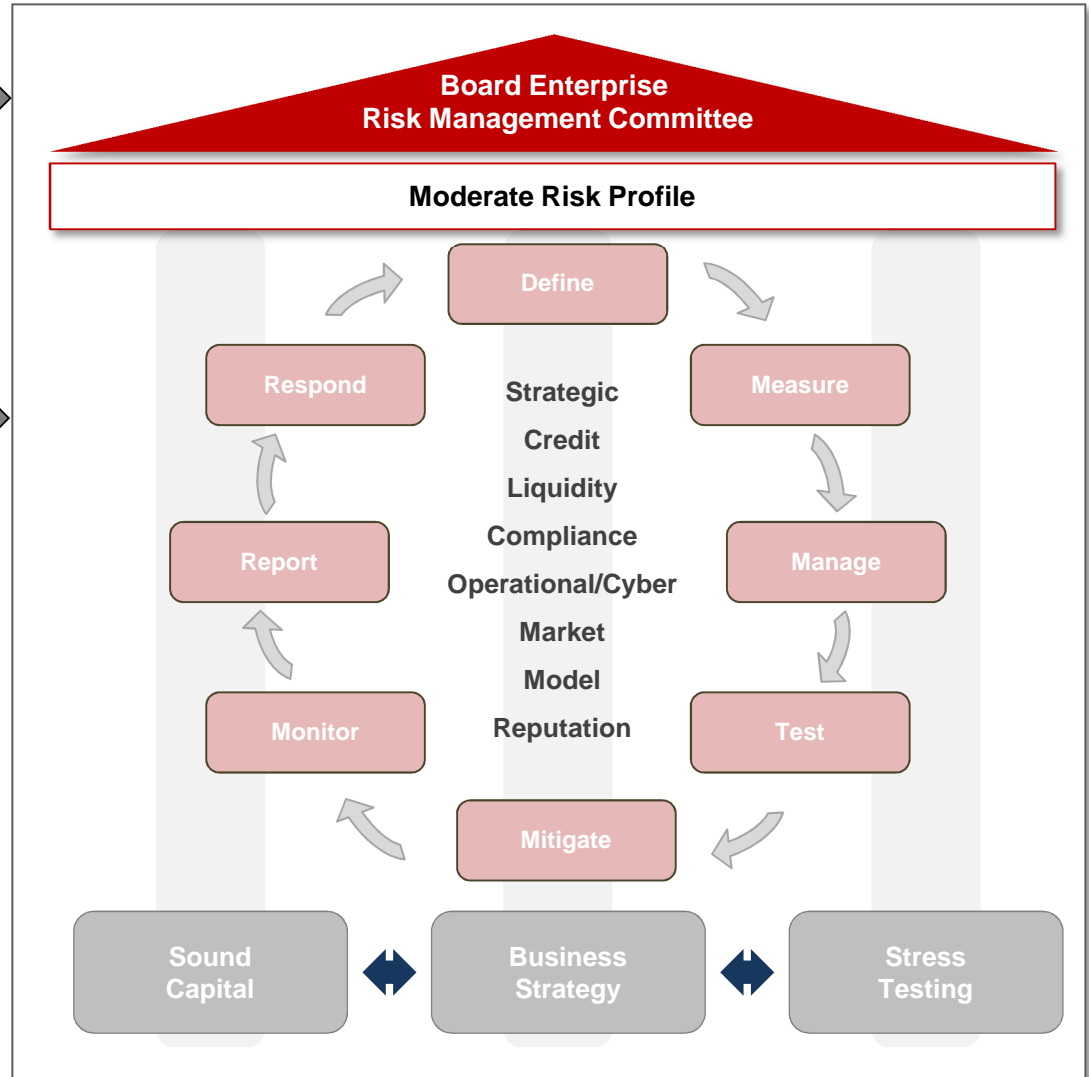 Board Enterprise
Risk Management Committee
Moderate Risk Profile
Define
Respond
Measure
Strategic
Credit
Liquidity
Compliance
Operational/Cyber
Market
Model
Reputation
Report
Manage
Monitor
Test
Mitigate
Sound
Capital
Business
Strategy
Stress
Testing